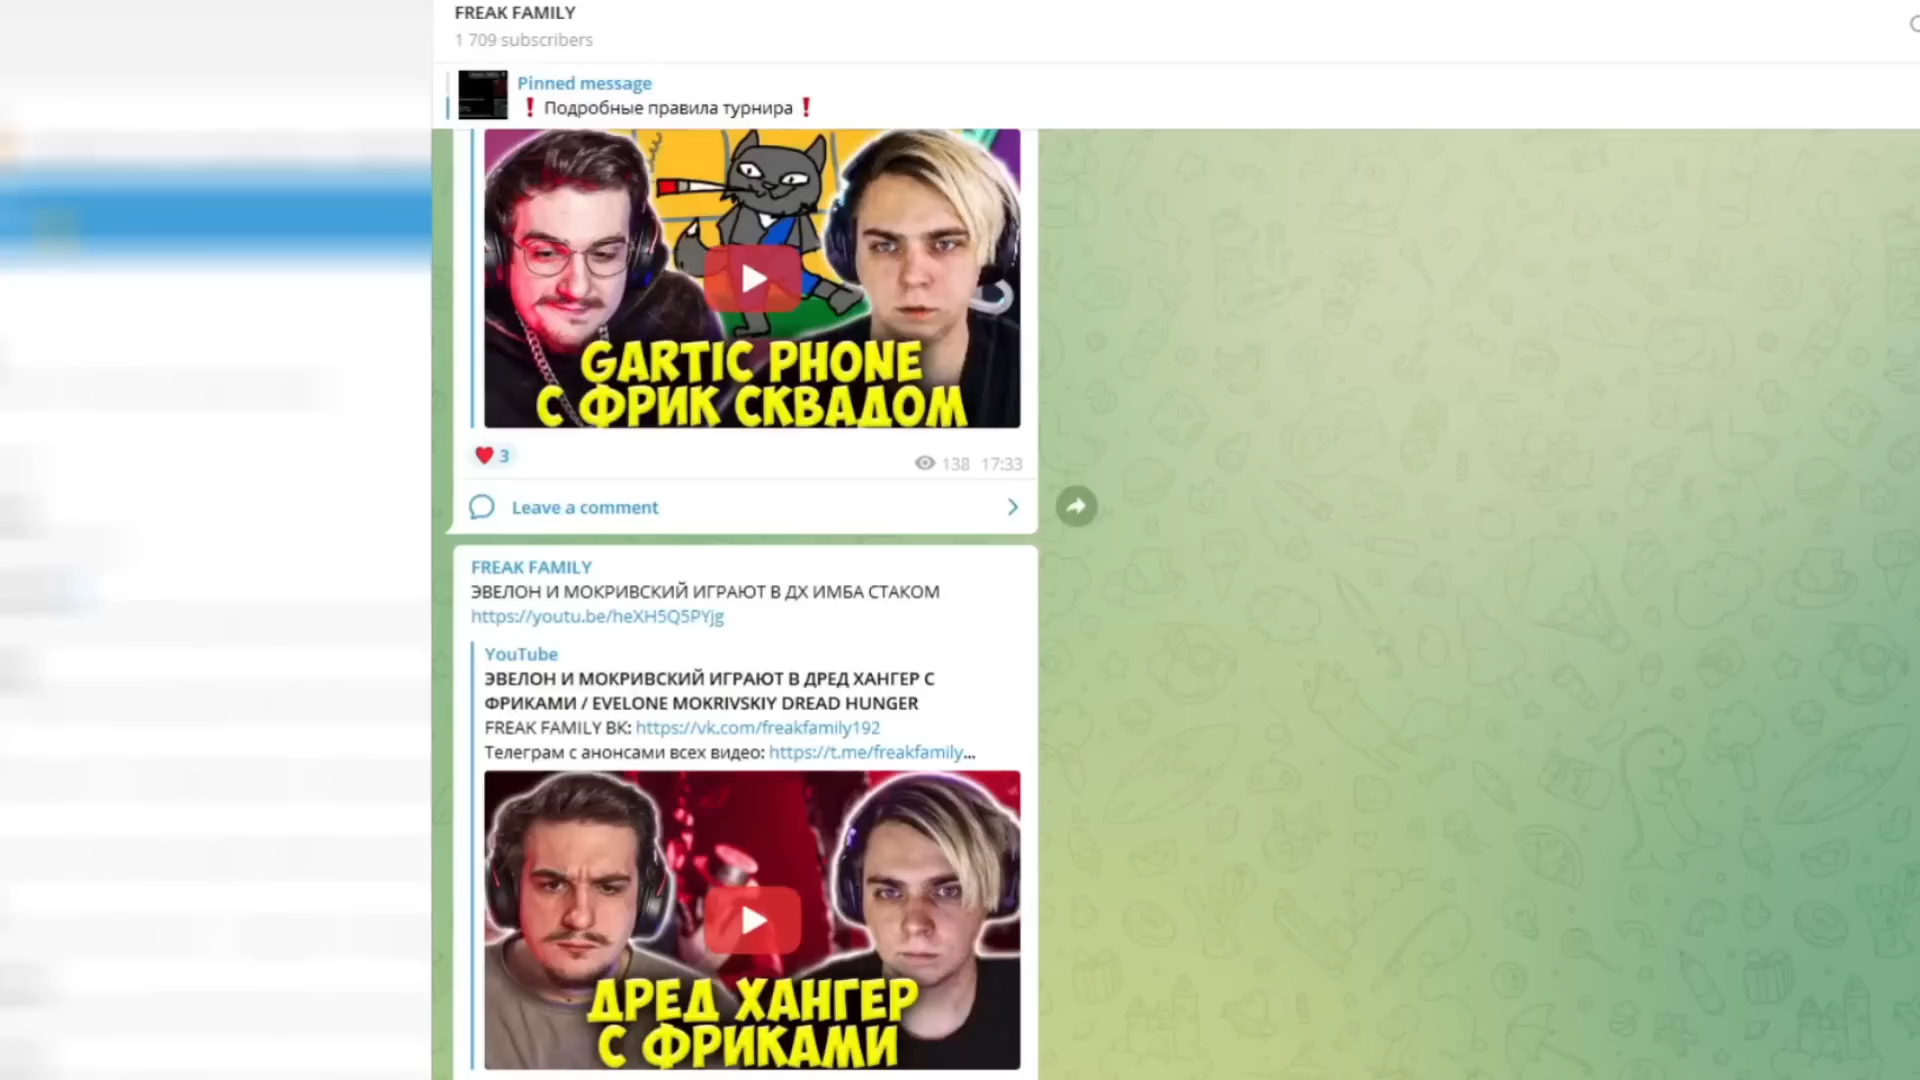 FREAK FAMILY
1 709 subscribers
Pinned message
❗ Подробные правила турнира ❗
GARTIC PHONE
С ФРИК СКВАДОМ
3
138 17:33
Leave a comment
FREAK FAMILY
ЭВЕЛОН И МОКРИВСКИЙ ИГРАЮТ В ДХ ИМБА СТАКОМ
https://youtu.be/heXH5Q5PYjg
YouTube
ЭВЕЛОН И МОКРИВСКИЙ ИГРАЮТ В ДРЕД ХАНГЕР С
ФРИКАМИ / EVELONE MOKRIVSKIY DREAD HUNGER
FREAK FAMILY ВК: https://vk.com/freakfamily192
Телеграм с анонсами всех видео: https://t.me/freakfamily...
ДРЕД ХАНГЕР
С ФРИКАМИ